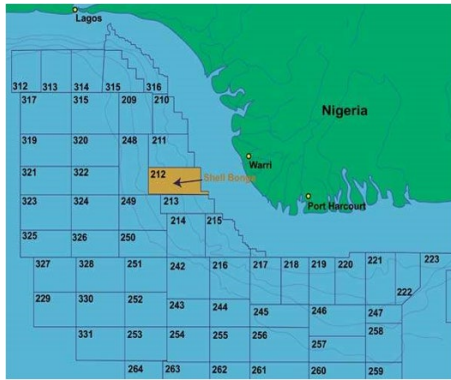 Lagos
312 313 314 315 316
317 315 209 210
Nigeria
319 320 248 211
Warri
321 322 212 Shell Bonga
323 324 249 213
Port Harcourt
214 215
325 326 250
327 328 251 242 216 217 218 219 220 221 223
222
229 330 252 243 244 245 246 247
331 253 254 255 256 258
257
264 263 262 261 260 259